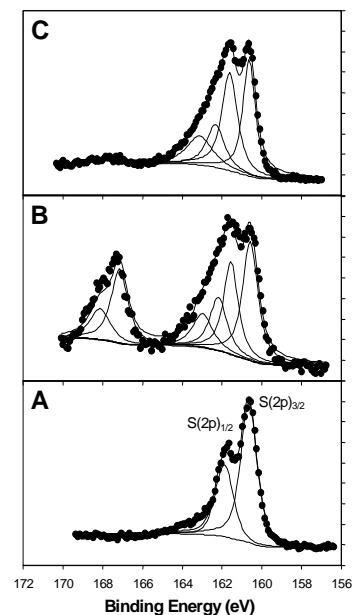 C
B
A
S(2p)1/2
S(2p)3/2
172 170 168 166 164 162 160 158 156
Binding Energy (eV)